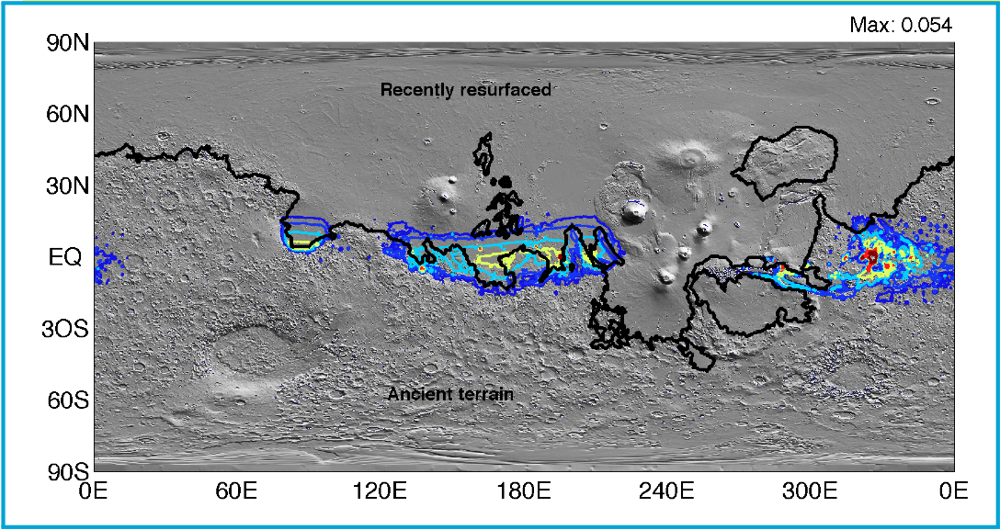 Max: 0.054
90N
Recently resurfaced
60N
30N
EQ
3OS
Ancient terrain
60S
90S
0E 60E 120E 180E 240E 300E 0E